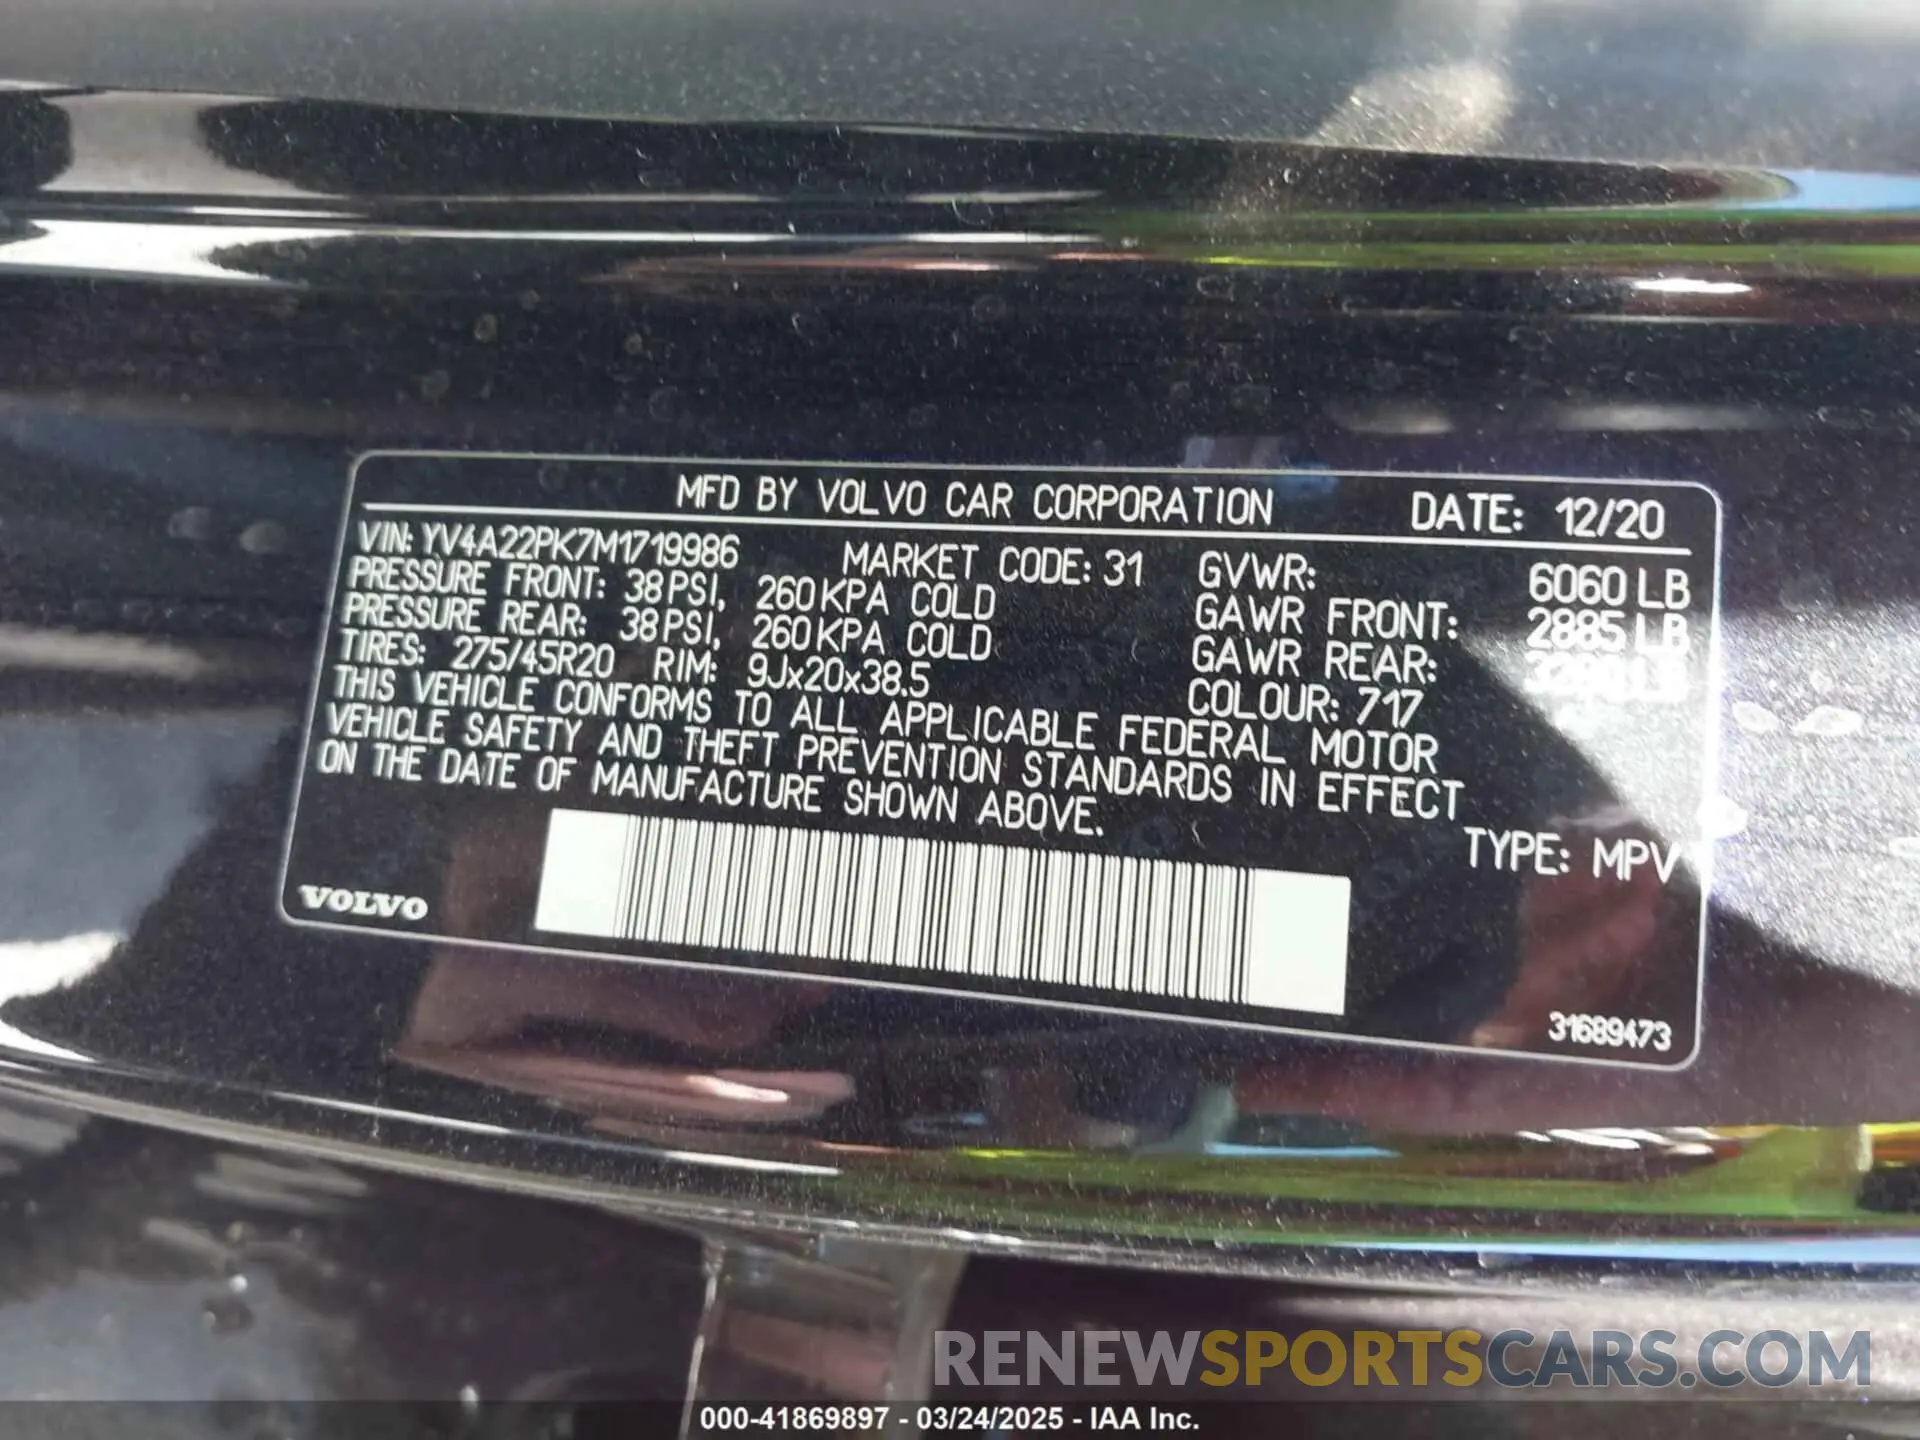 MFD BY VOLVO CAR CORPORATION DATE: 12/20
VIN: YV4A22PK7M1719986 MARKET CODE: 31 GVWR: 6060 LB
PRESSURE FRONT: 38 PSI, 260 KPA COLD GAWR FRONT: 2885 LB
PRESSURE REAR: 38 PSI, 260 KPA COLD GAWR REAR: LB
TIRES: 275/45R20 RIM: 9Jx20x38.5 COLOUR: 717
THIS VEHICLE CONFORMS TO ALL APPLICABLE FEDERAL MOTOR
VEHICLE SAFETY AND THEFT PREVENTION STANDARDS IN EFFECT
ON THE DATE OF MANUFACTURE SHOWN ABOVE.
TYPE: MPV
VOLVO
31689473
RENEWSPORTSCARS.COM
000-41869897 - 03/24/2025 - IAA Inc.